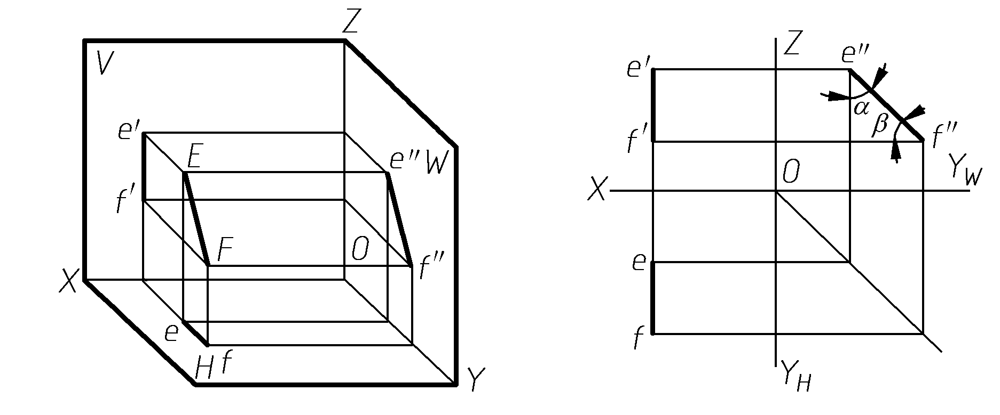 Z
V
e′
E
e″ W
f′
F
O
f″
X
e
H f
Y
Z
e″
e′
α
β
f′
f″
O
Y_W
X
e
f
Y_H